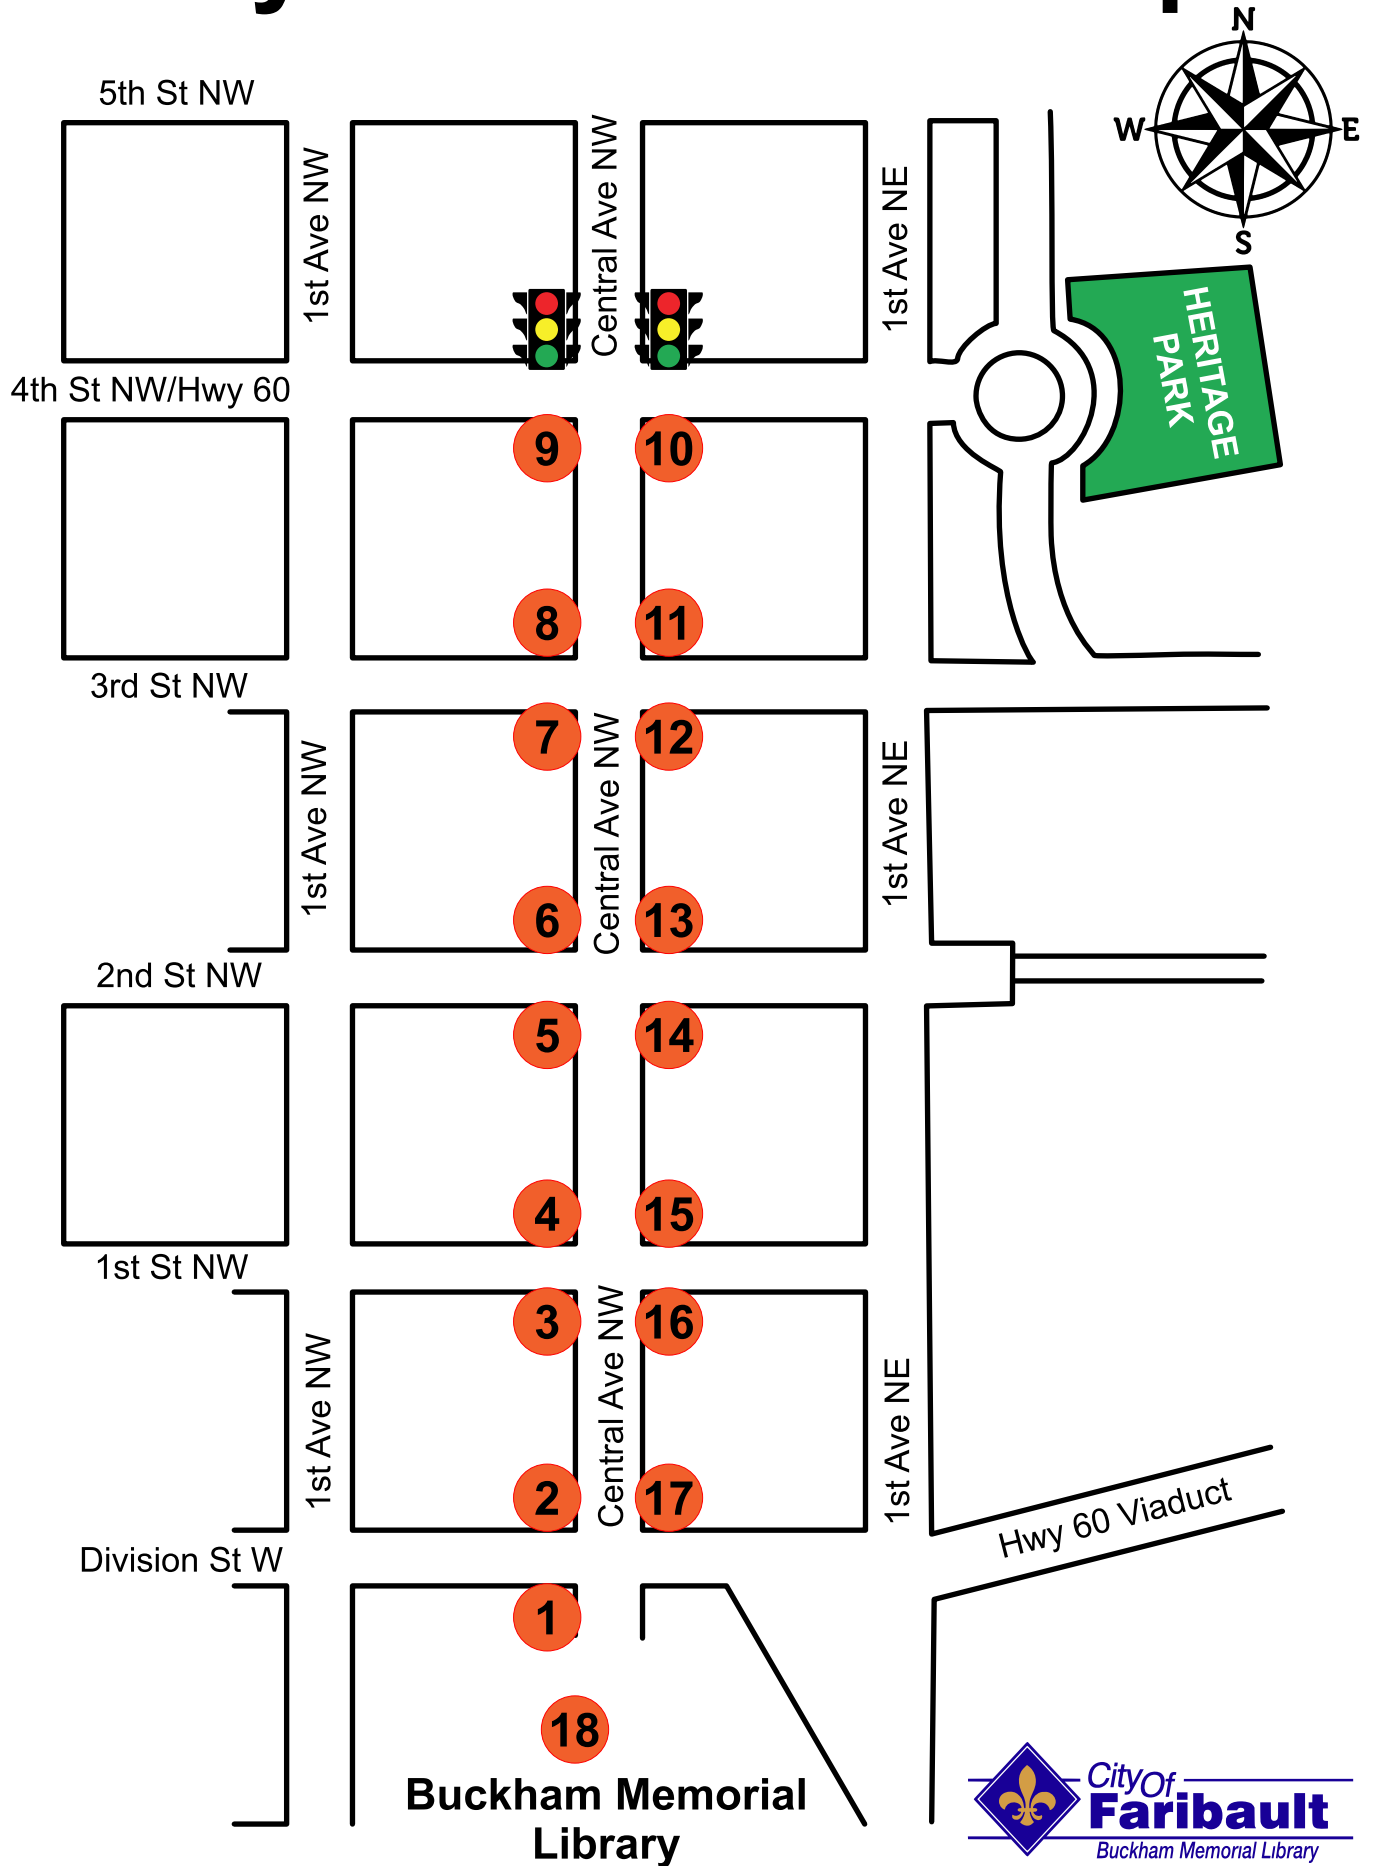 N
W
E
S
5th St NW
1st Ave NW
Central Ave NW
1st Ave NE
HERITAGE
PARK
4th St NW/Hwy 60
9
10
8
11
3rd St NW
7
12
1st Ave NW
Central Ave NW
1st Ave NE
6
13
2nd St NW
5
14
4
15
1st St NW
3
16
1st Ave NW
Central Ave NW
1st Ave NE
2
17
Hwy 60 Viaduct
Division St W
1
18
Buckham Memorial
Library
City Of
Faribault
Buckham Memorial Library